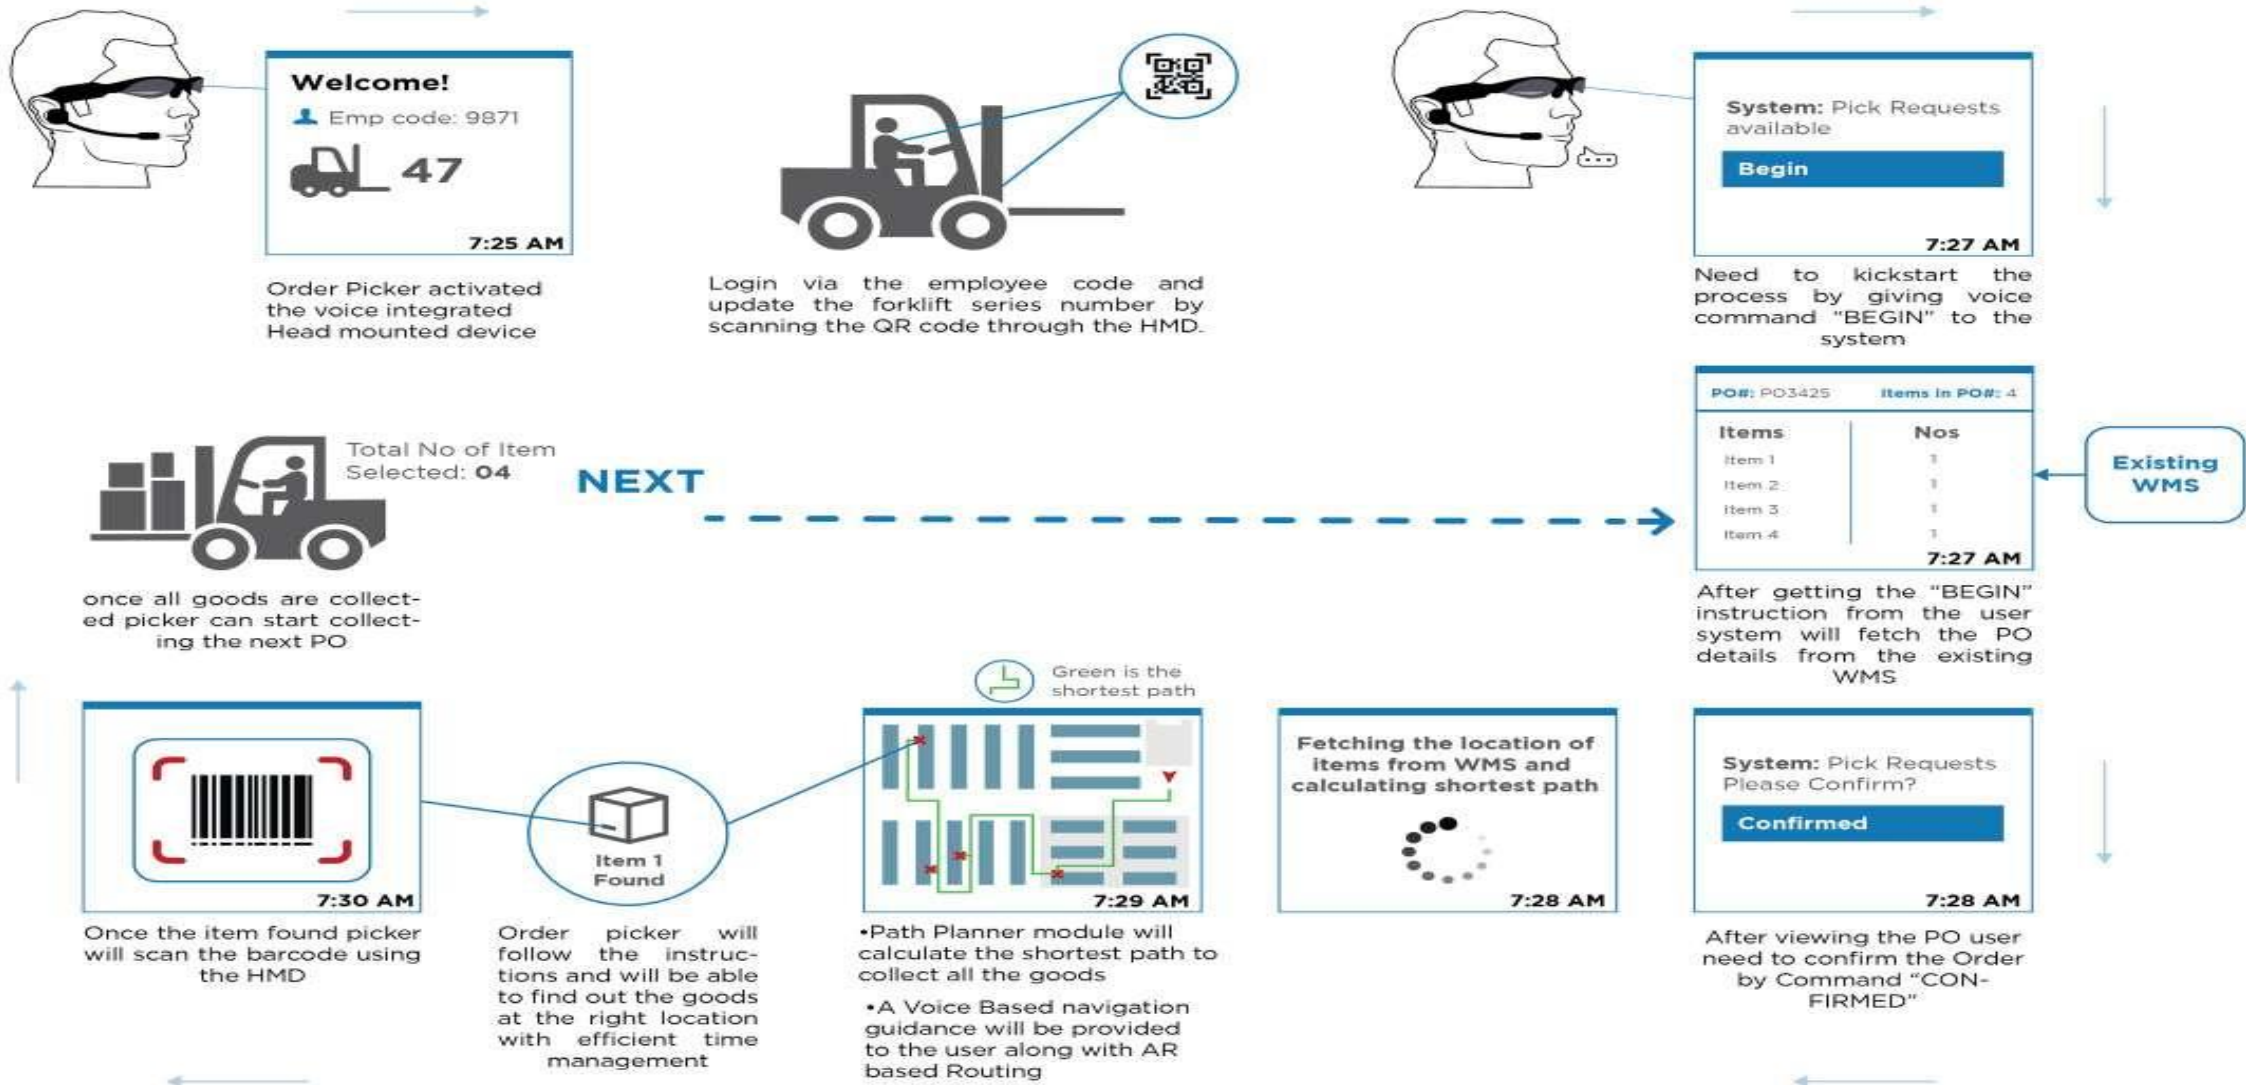 Welcome!
Emp code: 9871
47
7:25 AM
Order Picker activated
the voice integrated
Head mounted device
Login via the employee code and
update the forklift series number by
scanning the QR code through the HMD.
System: Pick Requests
available
Begin
7:27 AM
Need to kickstart the
process by giving voice
command "BEGIN" to the
system
PO#: PO3425 Items in PO#: 4
Items Nos
Item 1 1
Item 2 1
Item 3 1
Item 4 1
7:27 AM
Existing
WMS
After getting the "BEGIN"
instruction from the user
system will fetch the PO
details from the existing
WMS
System: Pick Requests
Please Confirm?
Confirmed
7:28 AM
After viewing the PO user
need to confirm the Order
by Command "CON-
FIRMED"
Fetching the location of
items from WMS and
calculating shortest path
7:28 AM
Green is the
shortest path
7:29 AM
•Path Planner module will
calculate the shortest path to
collect all the goods
•A Voice Based navigation
guidance will be provided
to the user along with AR
based Routing
Item 1
Found
Order picker will
follow the instruc-
tions and will be able
to find out the goods
at the right location
with efficient time
management
7:30 AM
Once the item found picker
will scan the barcode using
the HMD
Total No of Item
Selected: 04
once all goods are collect-
ed picker can start collect-
ing the next PO
NEXT